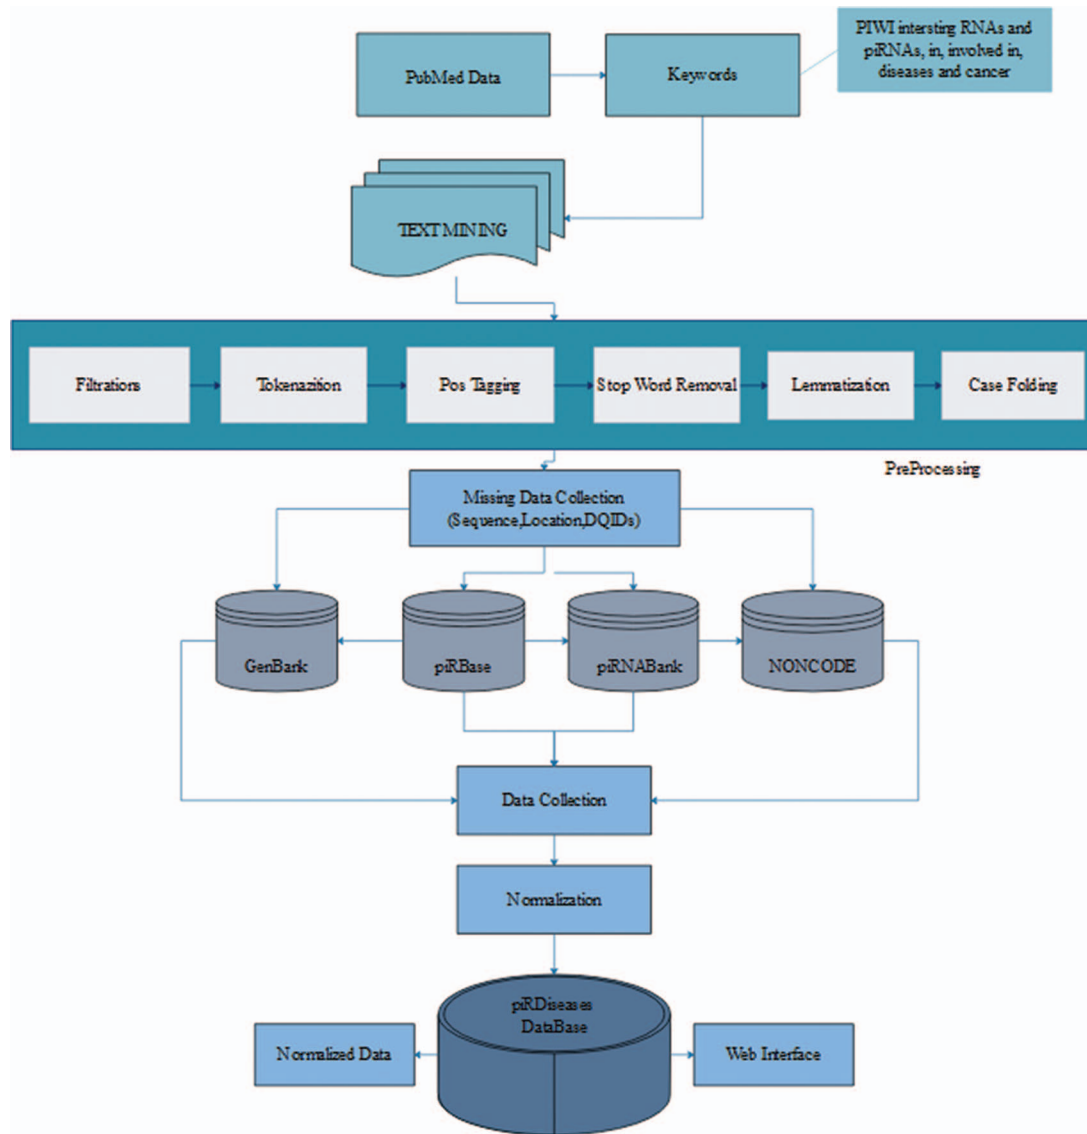 PubMed Data
Keywords
PIWI intersting RNAs and
piRNAs, in, involved in,
diseases and cancer
TEXT MINING
Filtrations
Tokenazition
Pos Tagging
Stop Word Removal
Lemmatization
Case Folding
PreProcessing
Missing Data Collection
(Sequence,Location,DQIDs)
GenBank
piRBase
piRNABank
NONCODE
Data Collection
Normalization
piRDiseases
DataBase
Normalized Data
Web Interface